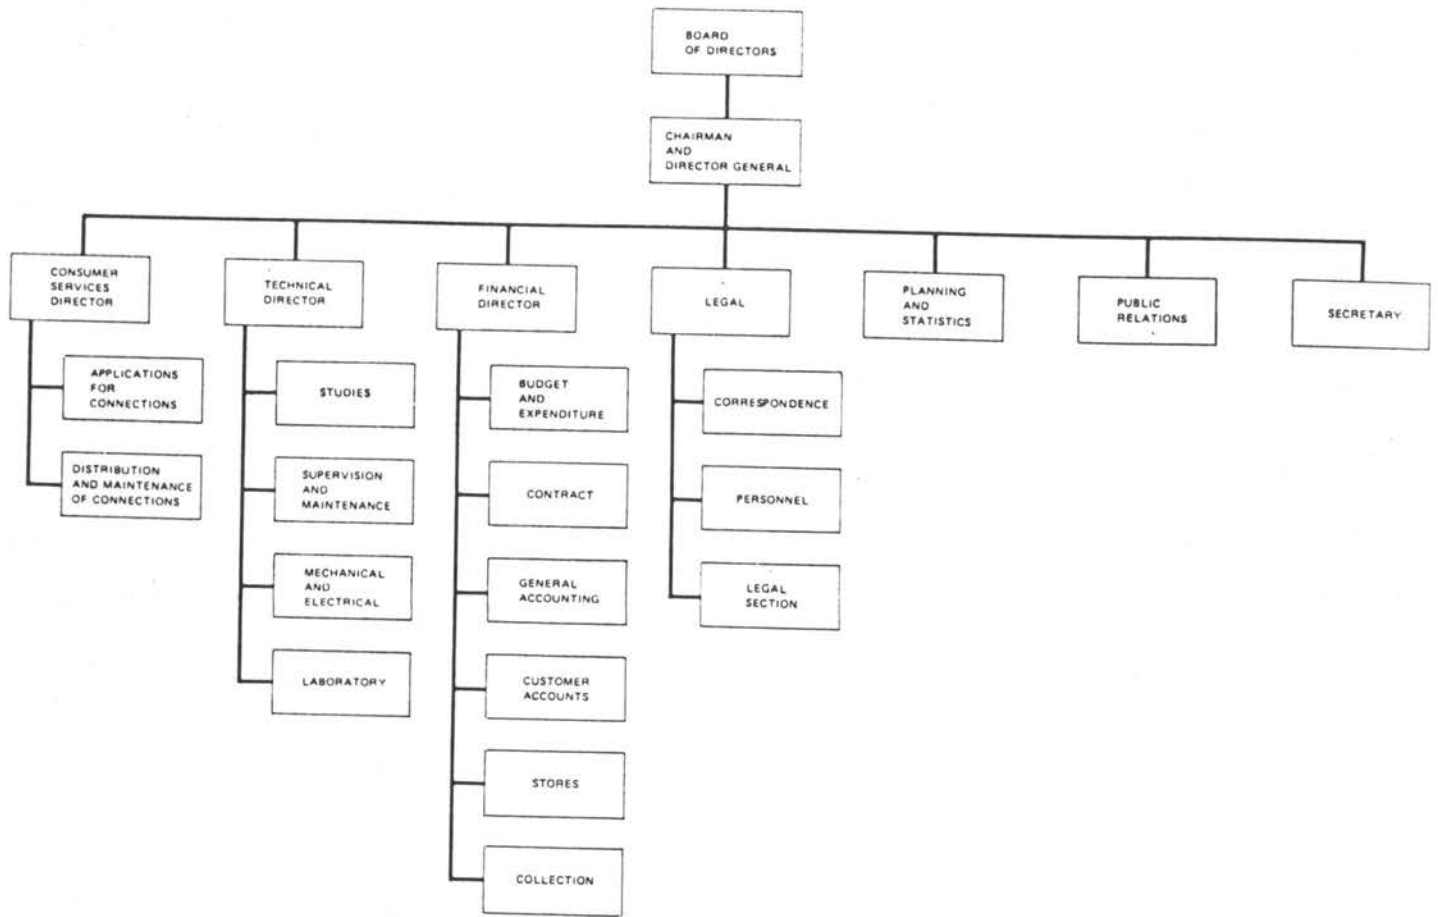 BOARD
OF DIRECTORS
CHAIRMAN
AND
DIRECTOR GENERAL
CONSUMER
SERVICES
DIRECTOR
TECHNICAL
DIRECTOR
FINANCIAL
DIRECTOR
LEGAL
PLANNING
AND
STATISTICS
PUBLIC
RELATIONS
SECRETARY
APPLICATIONS
FOR
CONNECTIONS
DISTRIBUTION
AND MAINTENANCE
OF CONNECTIONS
STUDIES
SUPERVISION
AND
MAINTENANCE
MECHANICAL
AND
ELECTRICAL
LABORATORY
BUDGET
AND
EXPENDITURE
CONTRACT
GENERAL
ACCOUNTING
CUSTOMER
ACCOUNTS
STORES
COLLECTION
CORRESPONDENCE
PERSONNEL
LEGAL
SECTION